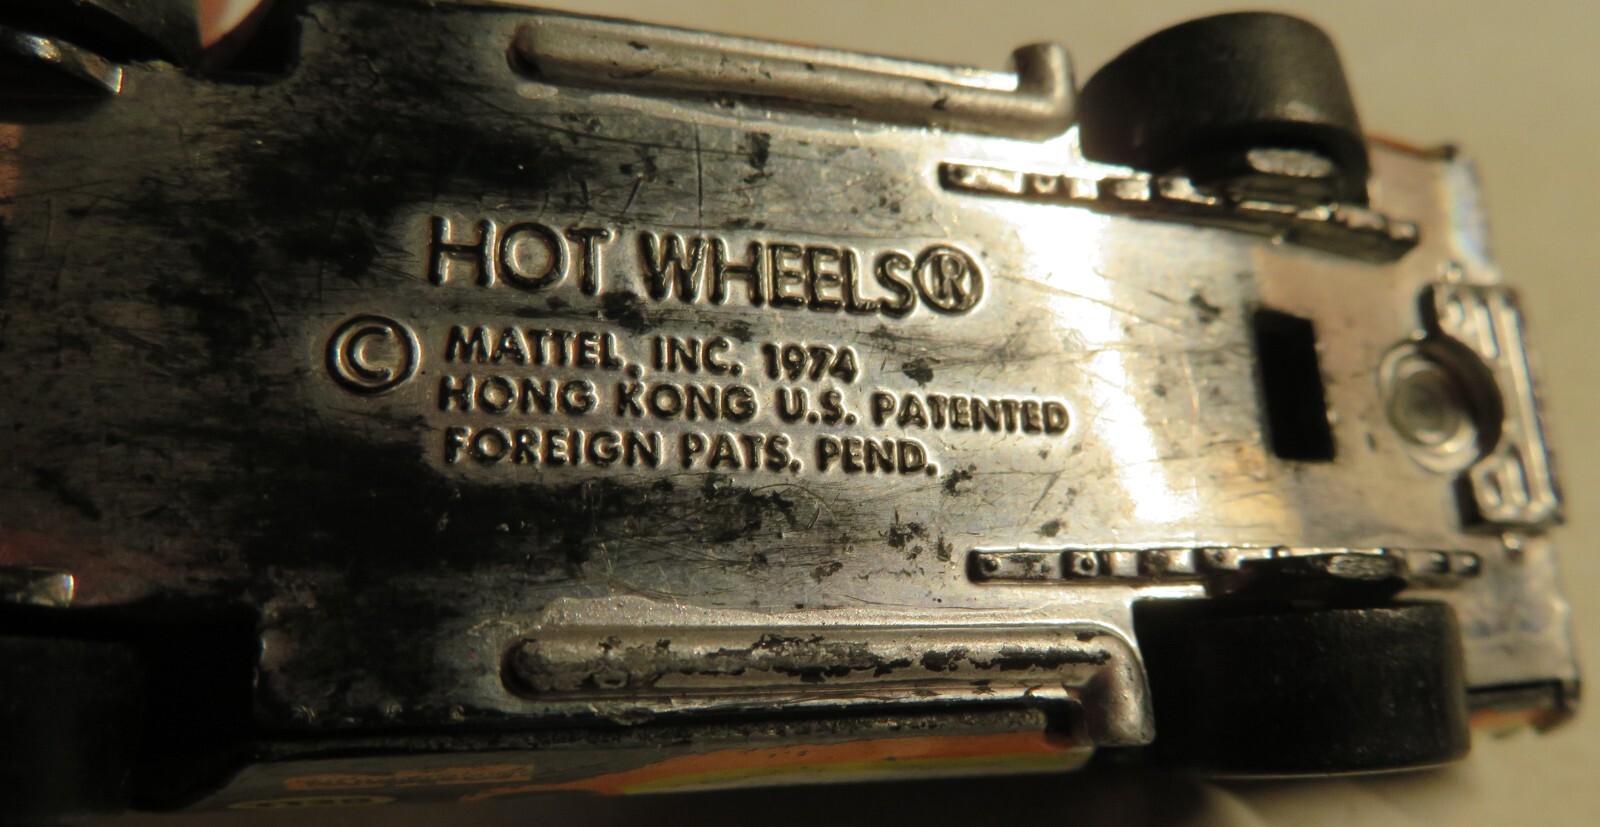 HOT WHEELS®
© MATTEL, INC. 1974
HONG KONG U.S. PATENTED
FOREIGN PATS. PEND.